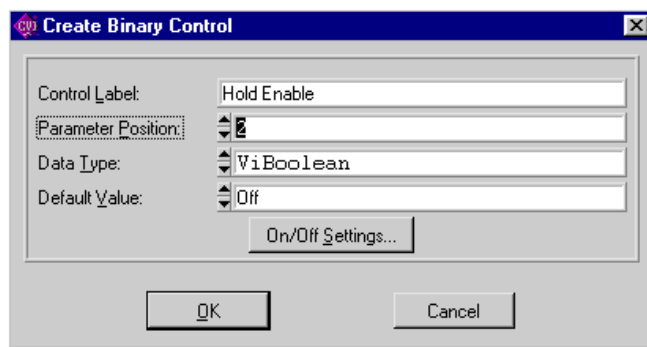 CVI Create Binary Control
Control Label: Hold Enable
Parameter Position: 2
Data Type: ViBoolean
Default Value: Off
On/Off Settings...
OK Cancel